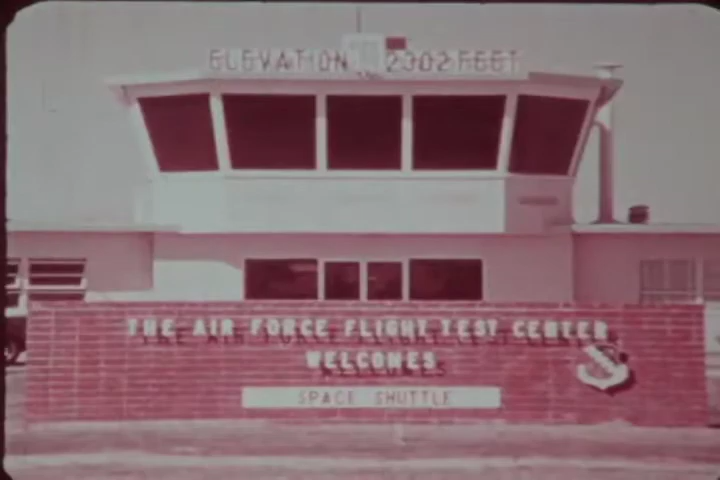 ELEVATION 2302 FEET
THE AIR FORCE FLIGHT TEST CENTER
WELCOMES
SPACE SHUTTLE